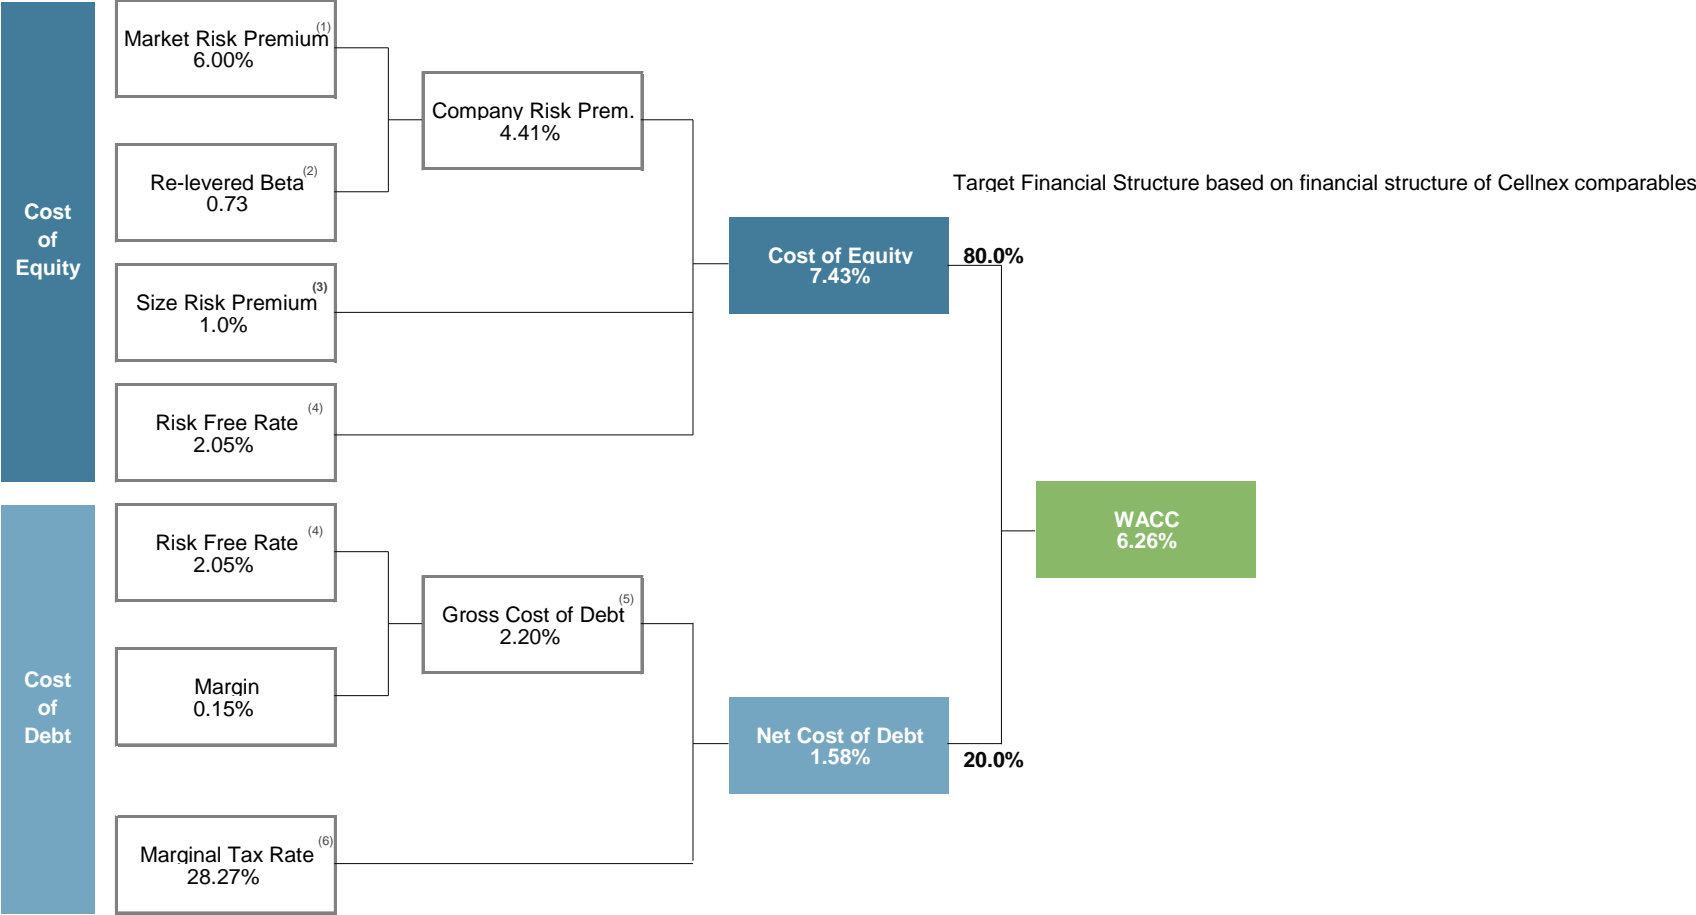 Cost
of
Equity
Market Risk Premium(1)
6.00%
Re-levered Beta(2)
0.73
Size Risk Premium(3)
1.0%
Risk Free Rate (4)
2.05%
Company Risk Prem.
4.41%
Target Financial Structure based on financial structure of Cellnex comparables
Cost of Equity
7.43%
80.0%
WACC
6.26%
Cost
of
Debt
Risk Free Rate (4)
2.05%
Margin
0.15%
Marginal Tax Rate(6)
28.27%
Gross Cost of Debt(5)
2.20%
Net Cost of Debt
1.58%
20.0%